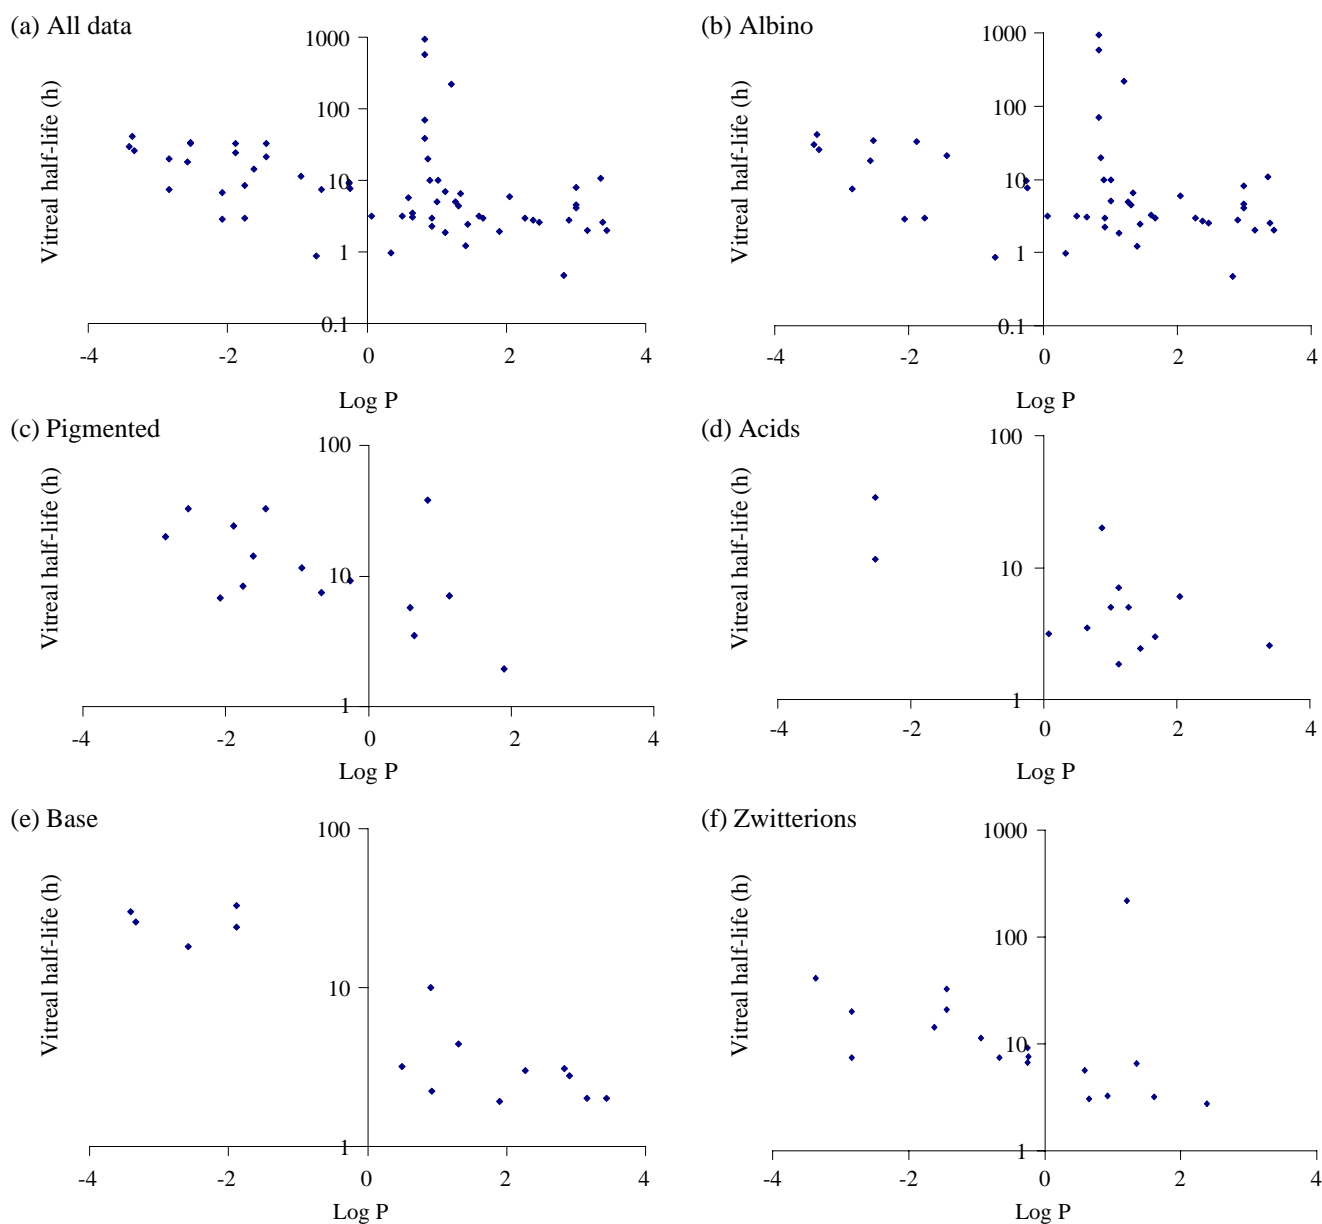 (a) All data
1000
100
10
1
0.1
Vitreal half-life (h)
-4 -2 0 2 4
Log P
(b) Albino
1000
100
10
1
0.1
Vitreal half-life (h)
-4 -2 0 2 4
Log P
(c) Pigmented
100
10
1
Vitreal half-life (h)
-4 -2 0 2 4
Log P
(d) Acids
100
10
1
Vitreal half-life (h)
-4 -2 0 2 4
Log P
(e) Base
100
10
1
Vitreal half-life (h)
-4 -2 0 2 4
Log P
(f) Zwitterions
1000
100
10
1
Vitreal half-life (h)
-4 -2 0 2 4
Log P